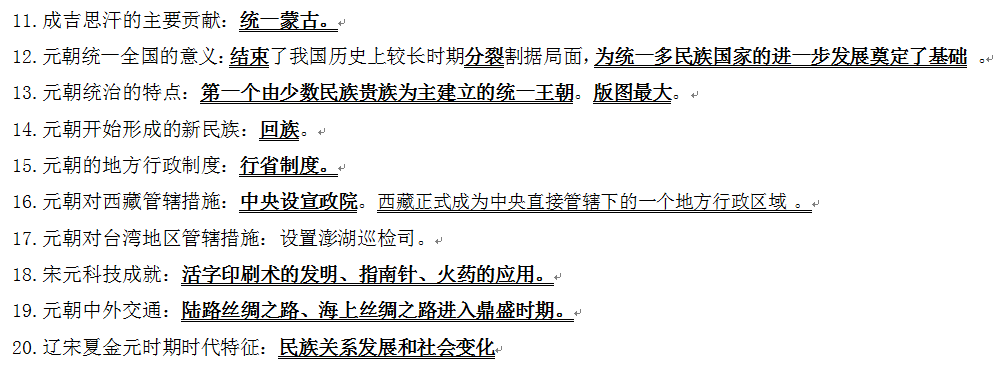 11.成吉思汗的主要贡献：统一蒙古。
12.元朝统一全国的意义：结束了我国历史上较长时期分裂割据局面，为统一多民族国家的进一步发展奠定了基础 。
13.元朝统治的特点：第一个由少数民族贵族为主建立的统一王朝。版图最大。
14.元朝开始形成的新民族：回族。
15.元朝的地方行政制度：行省制度。
16.元朝对西藏管辖措施：中央设宣政院。西藏正式成为中央直接管辖下的一个地方行政区域 。
17.元朝对台湾地区管辖措施：设置澎湖巡检司。
18.宋元科技成就：活字印刷术的发明、指南针、火药的应用。
19.元朝中外交通：陆路丝绸之路、海上丝绸之路进入鼎盛时期。
20.辽宋夏金元时期时代特征：民族关系发展和社会变化